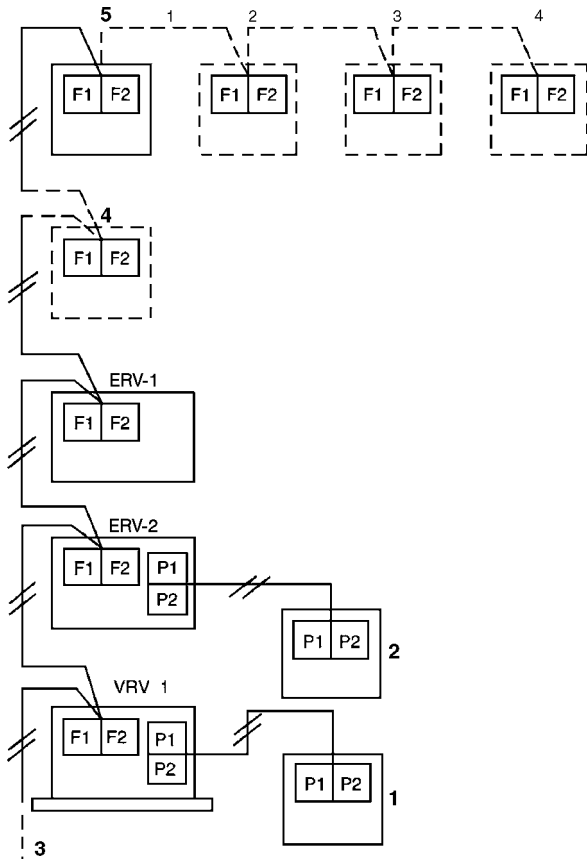 5 1 2 3 4
F1 F2 F1 F2 F1 F2 F1 F2
4
F1 F2
ERV-1
F1 F2
ERV-2
F1 F2 P1
P2
P1 P2 2
VRV 1
F1 F2 P1
P2
P1 P2 1
3